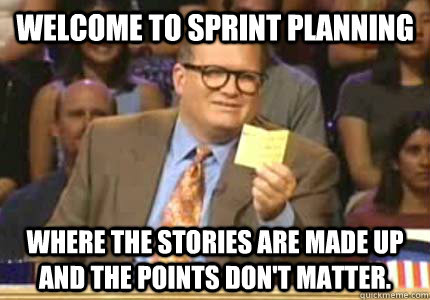 WELCOME TO SPRINT PLANNING
WHERE THE STORIES ARE MADE UP
AND THE POINTS DON'T MATTER.
quickmeme.com